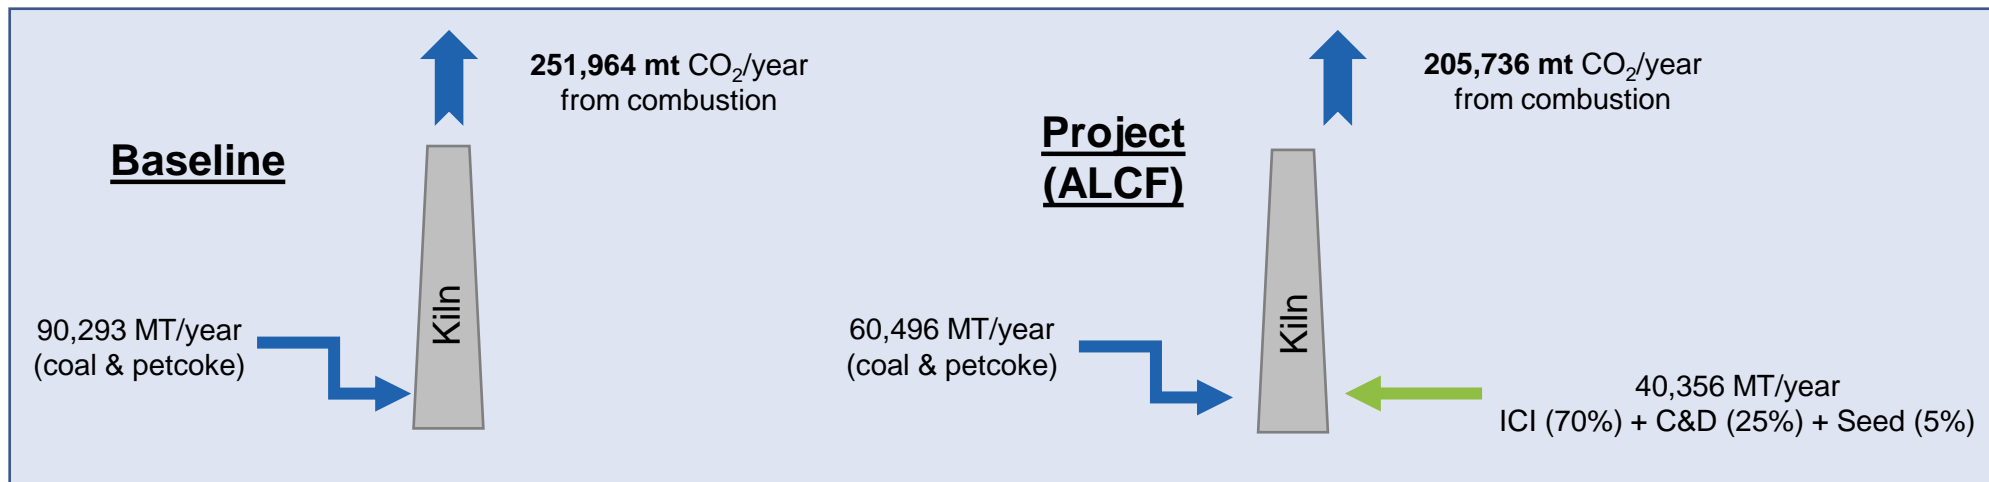 Baseline
251,964 mt CO₂/year
from combustion
90,293 MT/year
(coal & petcoke)
Kiln
Project
(ALCF)
205,736 mt CO₂/year
from combustion
60,496 MT/year
(coal & petcoke)
Kiln
40,356 MT/year
ICI (70%) + C&D (25%) + Seed (5%)